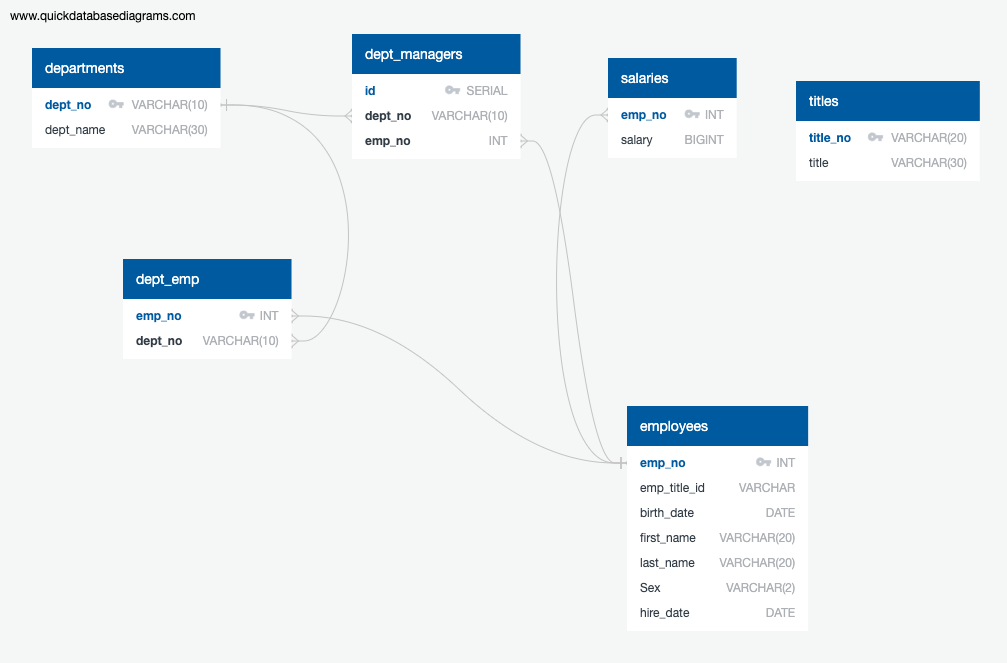 www.quickdatabasediagrams.com
departments
dept_no VARCHAR(10)
dept_name VARCHAR(30)
dept_managers
id SERIAL
dept_no VARCHAR(10)
emp_no INT
salaries
emp_no INT
salary BIGINT
titles
title_no VARCHAR(20)
title VARCHAR(30)
dept_emp
emp_no INT
dept_no VARCHAR(10)
employees
emp_no INT
emp_title_id VARCHAR
birth_date DATE
first_name VARCHAR(20)
last_name VARCHAR(20)
Sex VARCHAR(2)
hire_date DATE